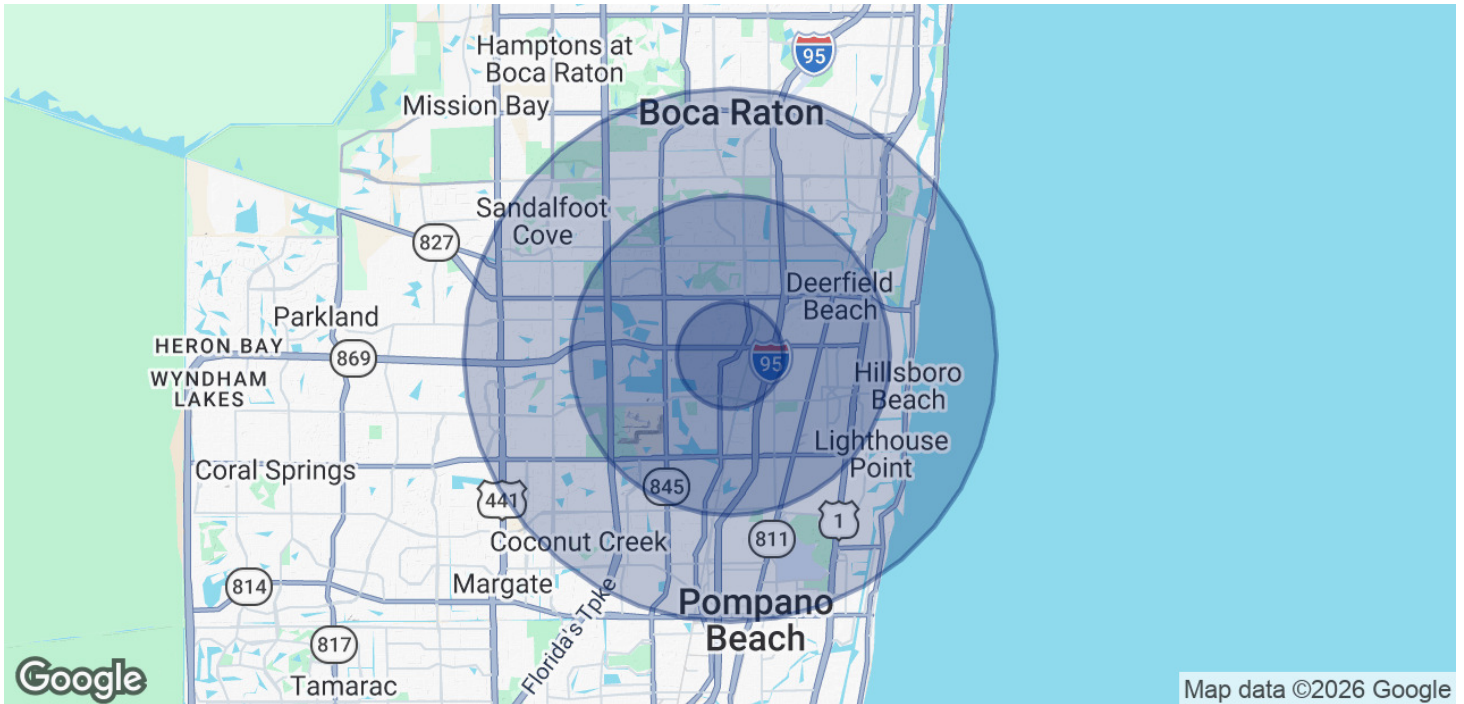 Hamptons at
Boca Raton
95
Mission Bay
Boca Raton
Sandalfoot
Cove
827
Deerfield
Beach
Parkland
HERON BAY
869
95
WYNDHAM
LAKES
Hillsboro
Beach
Lighthouse
Point
Coral Springs
845
441
1
Coconut Creek
811
Margate
814
Florida's Tpke
Pompano
Beach
817
Tamarac
Google
Map data ©2026 Google